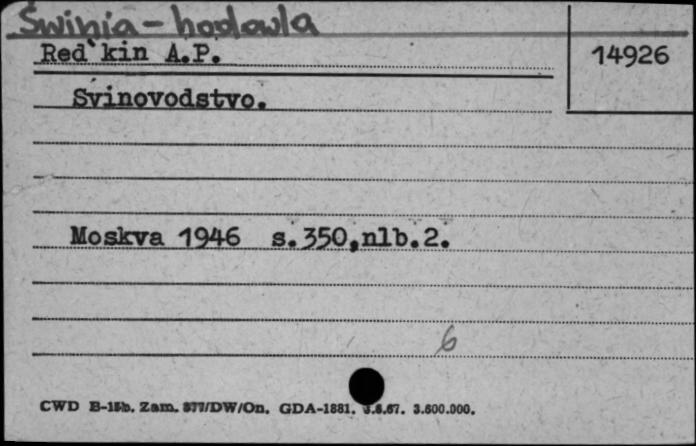 Świnia - hodowla
Red`kin A.P.
14926
Svinovodstvo.
Moskva 1946 s.350,nlb.2.
6
CWD B-15b. Zam. 877/DW/On. GDA-1881. 3.6.67. 3.600.000.